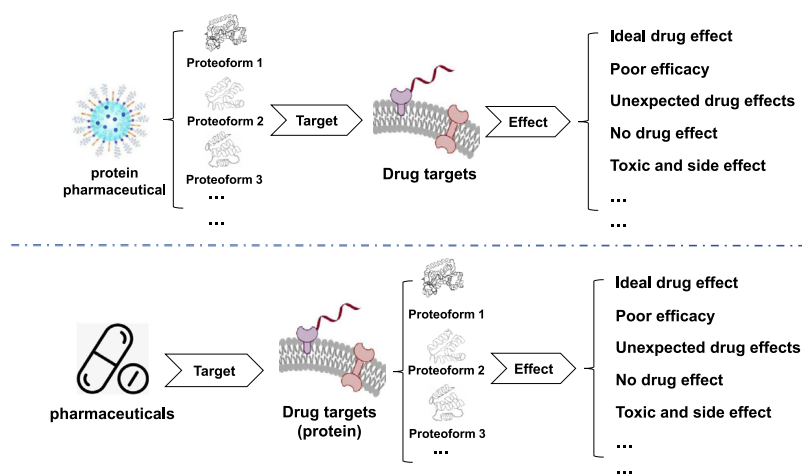 Proteoform 1
Proteoform 2
Proteoform 3
...
...
protein
pharmaceutical
Target
Drug targets
Effect
Ideal drug effect
Poor efficacy
Unexpected drug effects
No drug effect
Toxic and side effect
...
...
pharmaceuticals
Target
Drug targets
(protein)
Proteoform 1
Proteoform 2
Proteoform 3
...
Effect
Ideal drug effect
Poor efficacy
Unexpected drug effects
No drug effect
Toxic and side effect
...
...